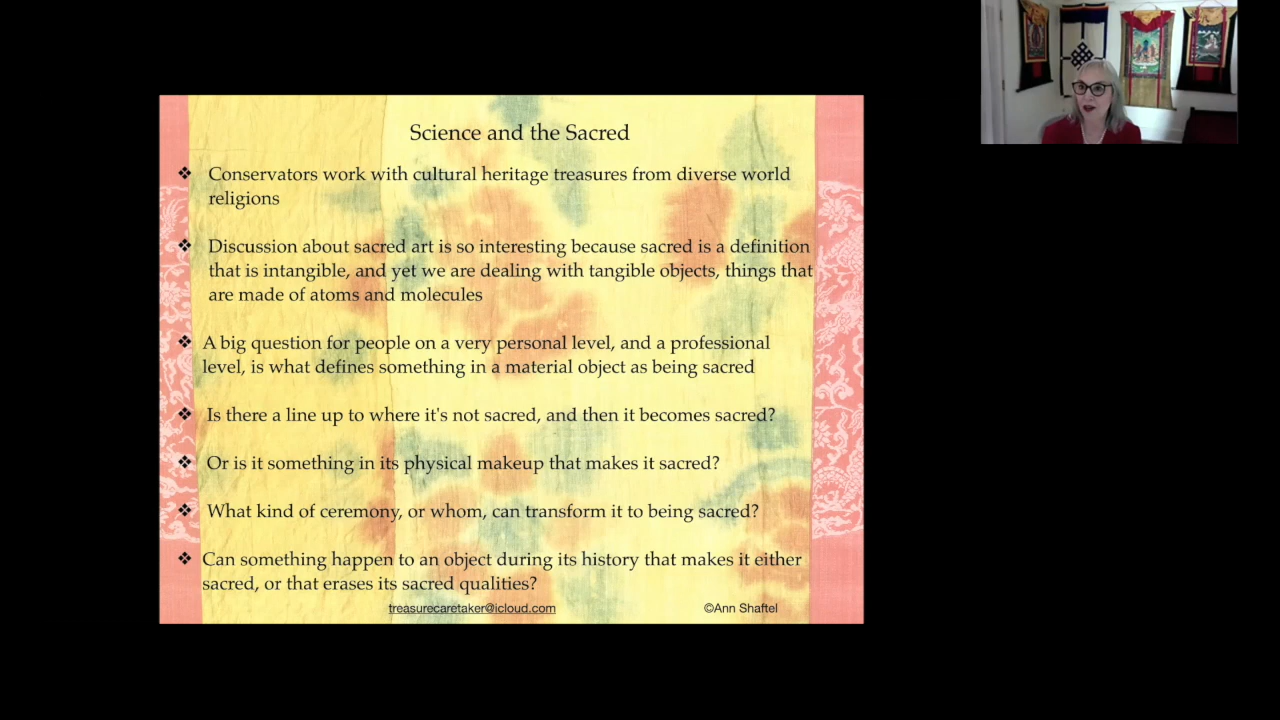 Science and the Sacred
❖ Conservators work with cultural heritage treasures from diverse world
religions
❖ Discussion about sacred art is so interesting because sacred is a definition
that is intangible, and yet we are dealing with tangible objects, things that
are made of atoms and molecules
❖ A big question for people on a very personal level, and a professional
level, is what defines something in a material object as being sacred
❖ Is there a line up to where it's not sacred, and then it becomes sacred?
❖ Or is it something in its physical makeup that makes it sacred?
❖ What kind of ceremony, or whom, can transform it to being sacred?
❖ Can something happen to an object during its history that makes it either
sacred, or that erases its sacred qualities?
treasurecaretaker@icloud.com ©Ann Shaftel